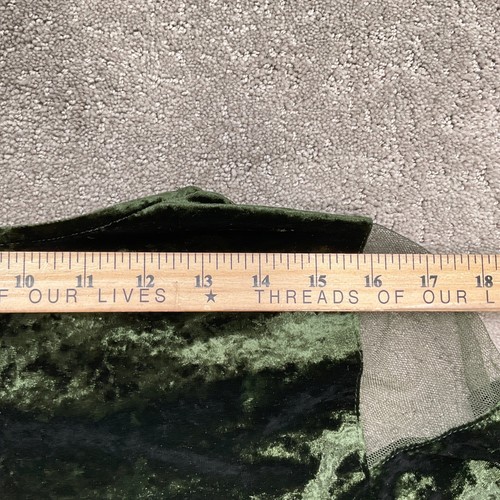 10 11 12 13 14 15 16 17 18
F OUR LIVES ★ THREADS OF OUR L